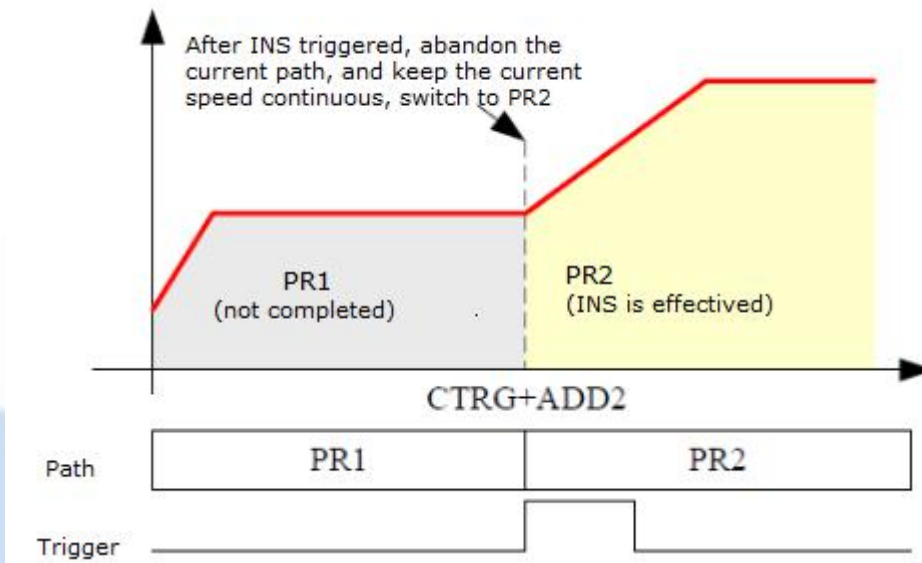 After INS triggered, abandon the
current path, and keep the current
speed continuous, switch to PR2
PR1
(not completed)
PR2
(INS is effectived)
CTRG+ADD2
Path
PR1
PR2
Trigger